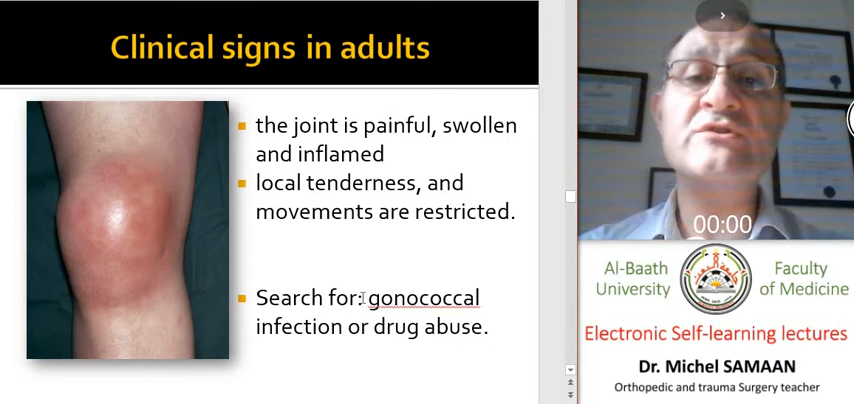 Clinical signs in adults
the joint is painful, swollen
and inflamed
local tenderness, and
movements are restricted.
Search for: gonococcal
infection or drug abuse.
00:00
Al-Baath
University
Faculty
of Medicine
Electronic Self-learning lectures
Dr. Michel SAMAAN
Orthopedic and trauma Surgery teacher